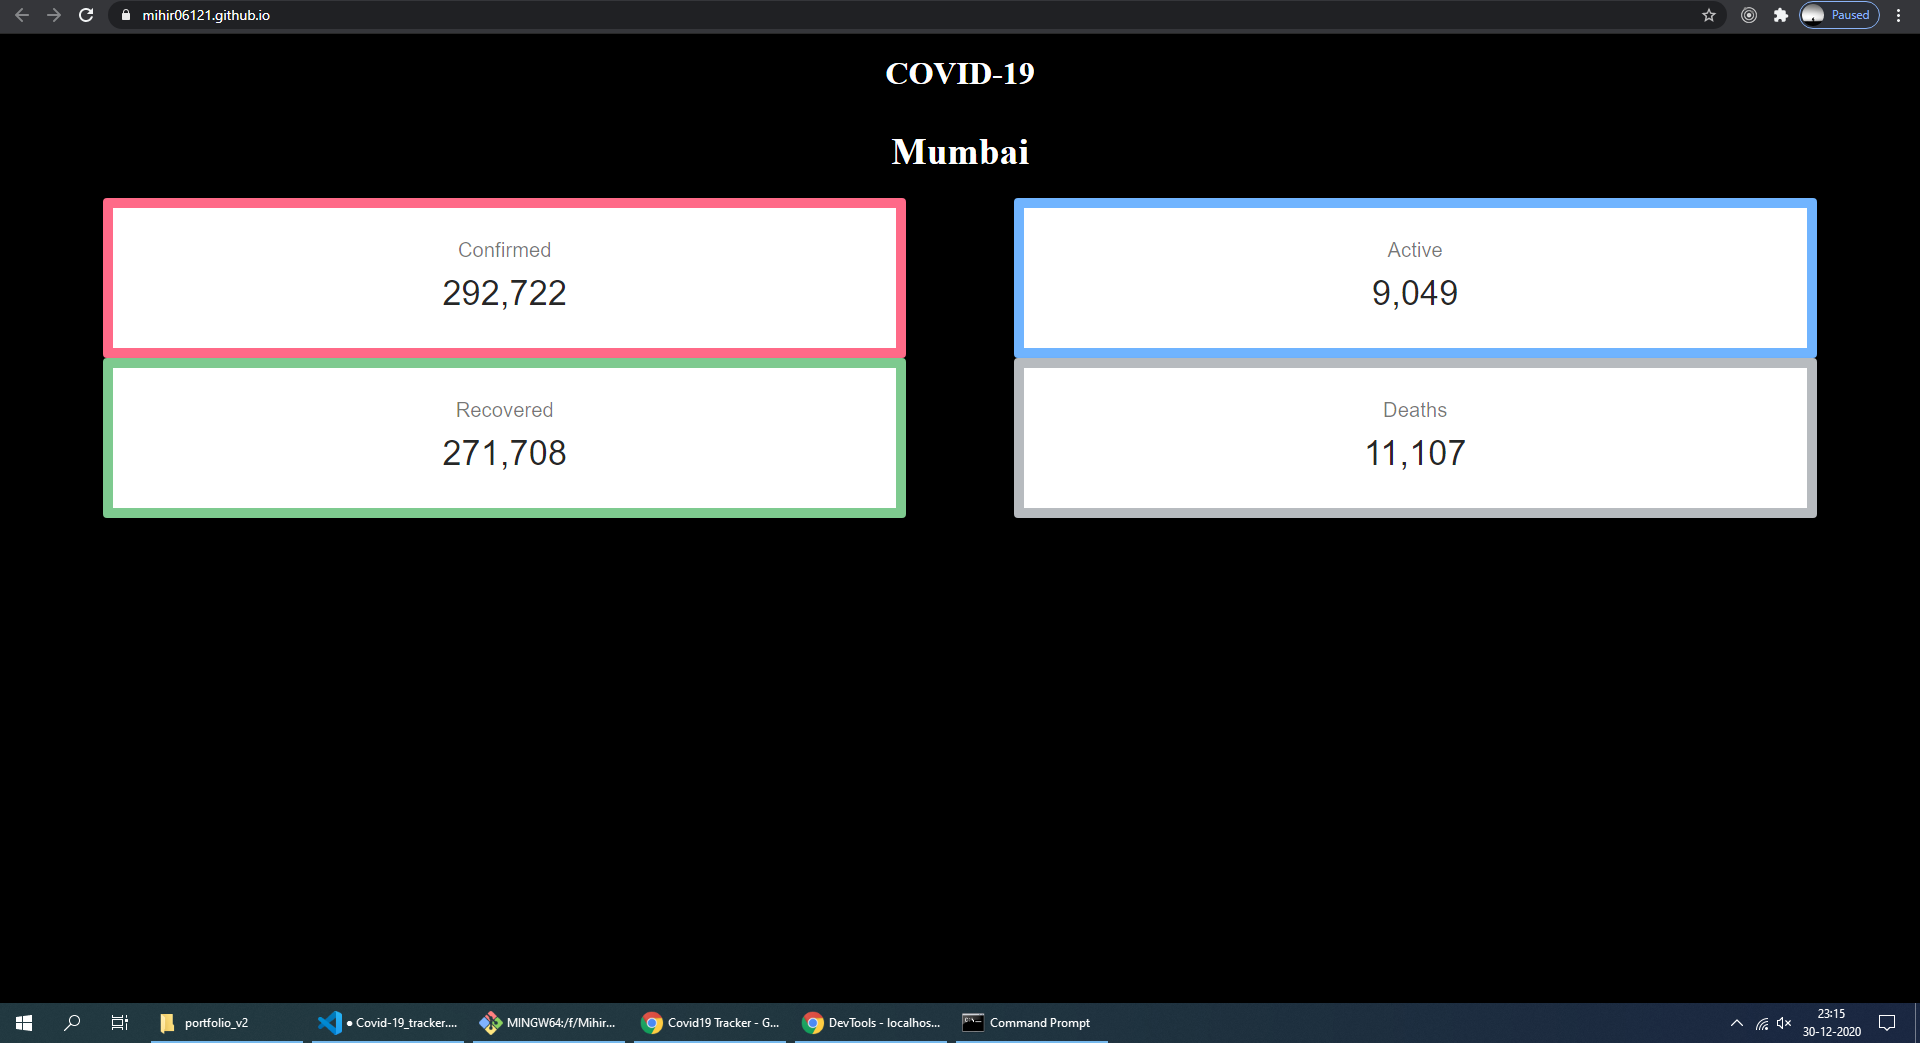 mihir06121.github.io
Paused
COVID-19
Mumbai
Confirmed
292,722
Active
9,049
Recovered
271,708
Deaths
11,107
portfolio_v2
● Covid-19_tracker....
MINGW64:/f/Mihir...
Covid19 Tracker - G...
DevTools - localhos...
Command Prompt
23:15
30-12-2020